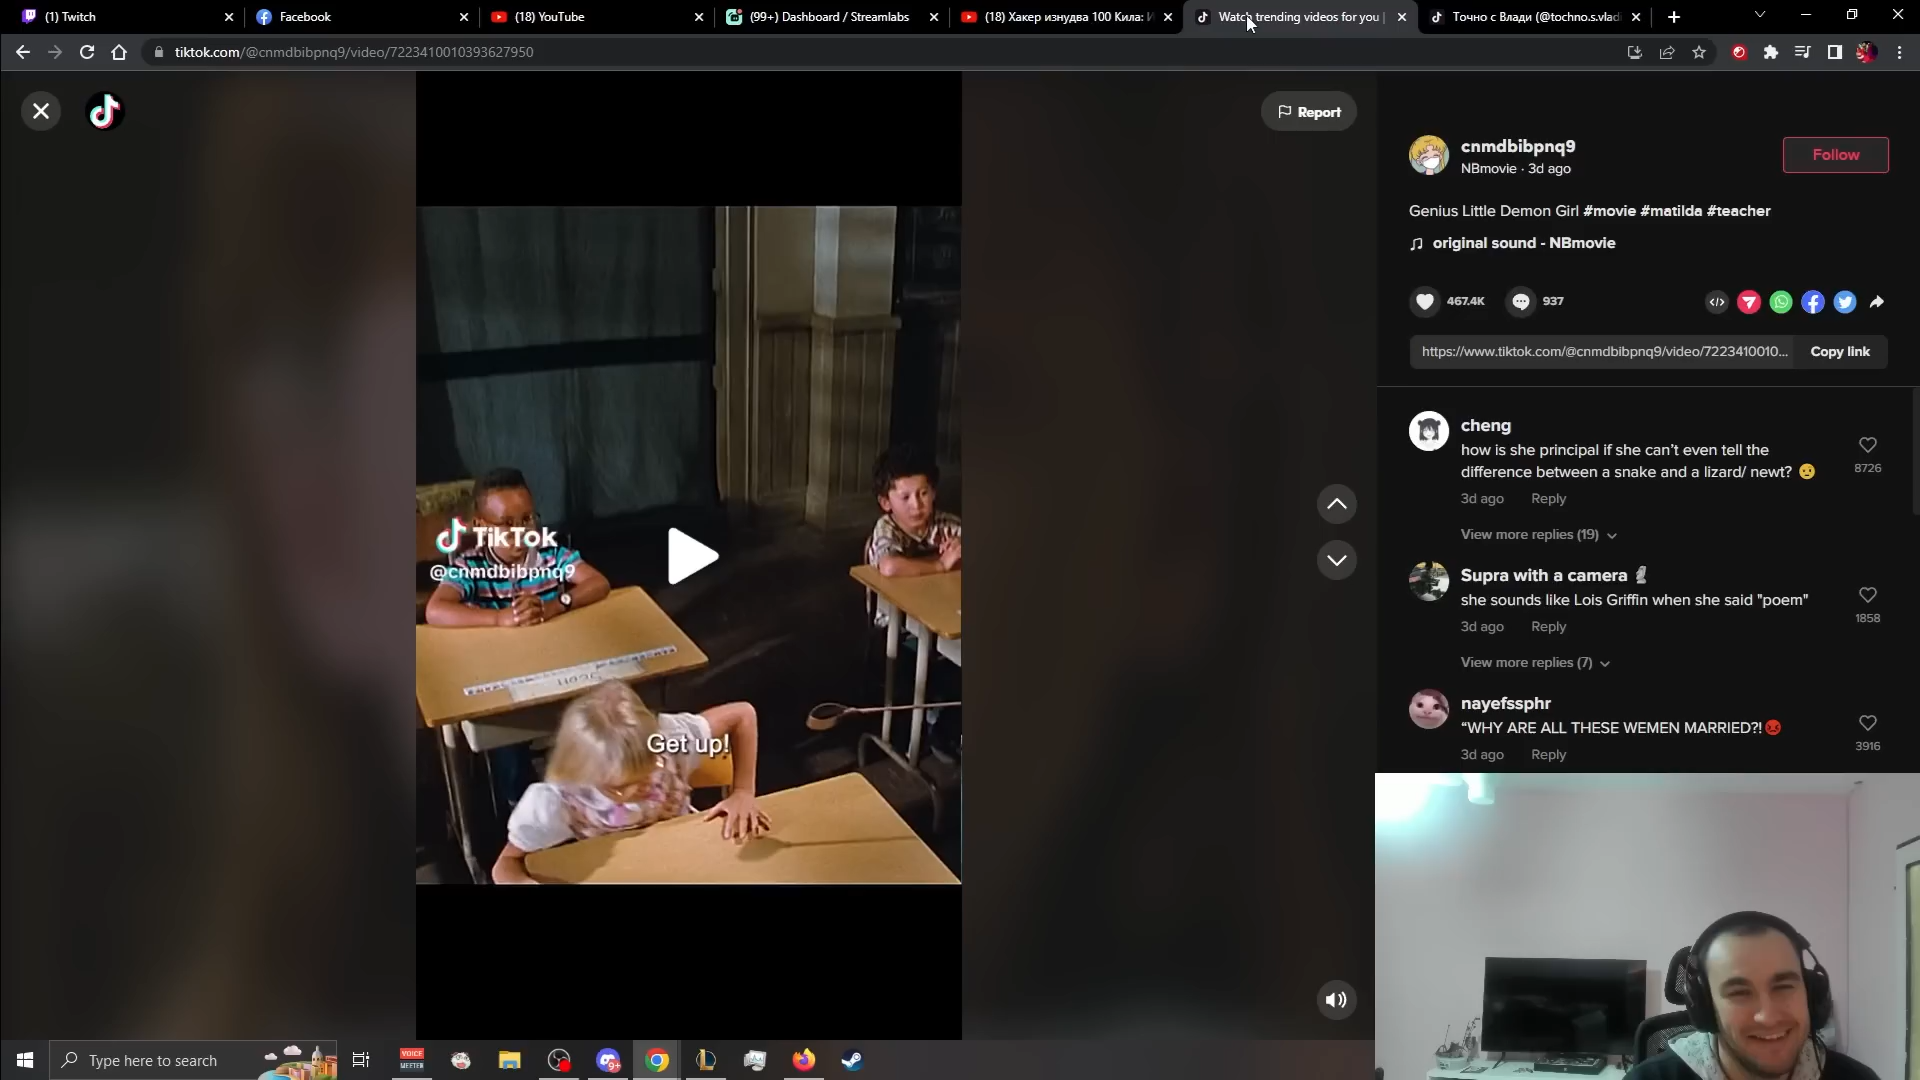 (1) Twitch
Facebook
(18) YouTube
(99+) Dashboard / Streamlabs
(18) Хакер изнудва 100 Кила:
Watch trending videos for you |
Точно с Влади (@tochno.s.vladi
tiktok.com/@cnmdbibpnq9/video/7223410010393627950
Report
cnmdbibpnq9
NBmovie · 3d ago
Follow
Genius Little Demon Girl #movie #matilda #teacher
original sound - NBmovie
467.4K
937
https://www.tiktok.com/@cnmdbibpnq9/video/7223410010...
Copy link
cheng
how is she principal if she can't even tell the
difference between a snake and a lizard/ newt?
8726
3d ago Reply
View more replies (19)
Supra with a camera
she sounds like Lois Griffin when she said "poem"
1858
3d ago Reply
View more replies (7)
nayefssphr
“WHY ARE ALL THESE WEMEN MARRIED?!
3916
3d ago Reply
TikTok
@cnmdbibpnq9
Get up!
Type here to search
VOICE
MEETER
9+